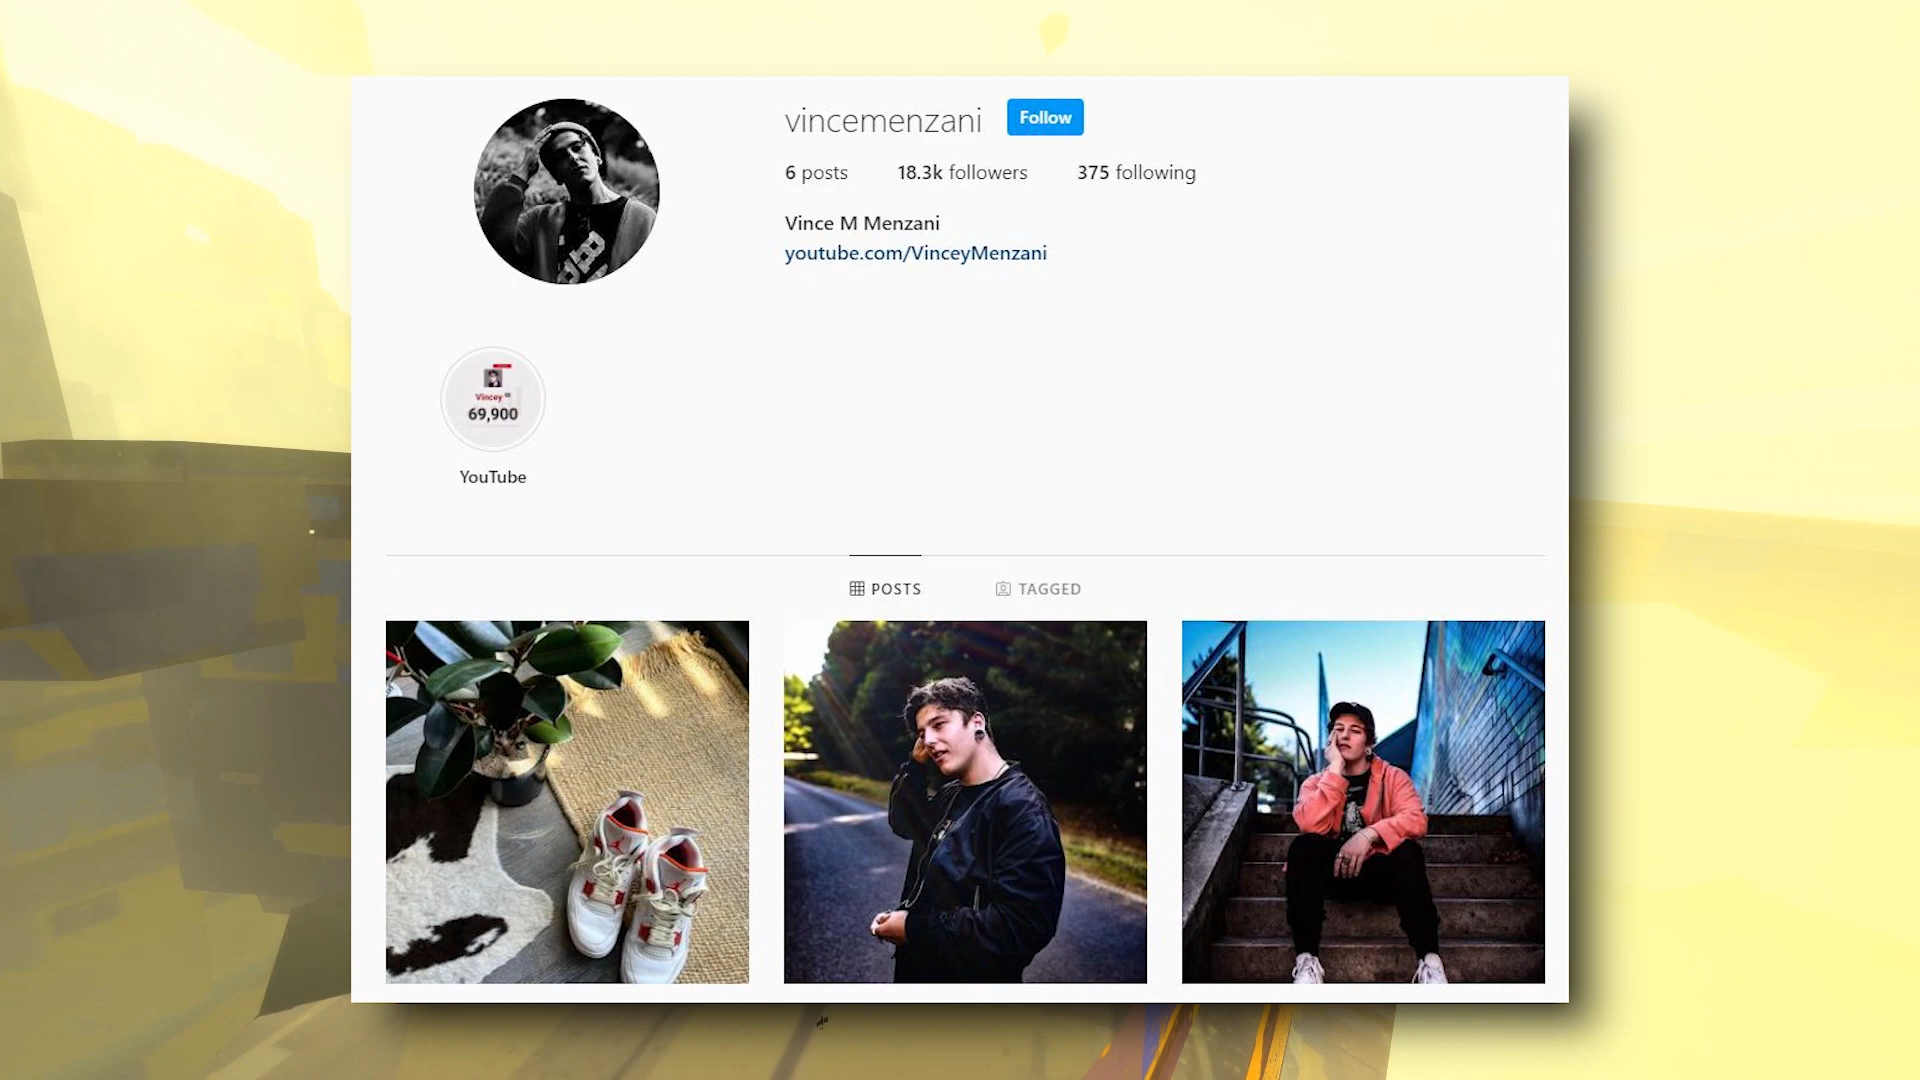 vincemenzani Follow
6 posts 18.3k followers 375 following
Vince M Menzani
youtube.com/VinceyMenzani
Vincey
69,900
YouTube
POSTS TAGGED